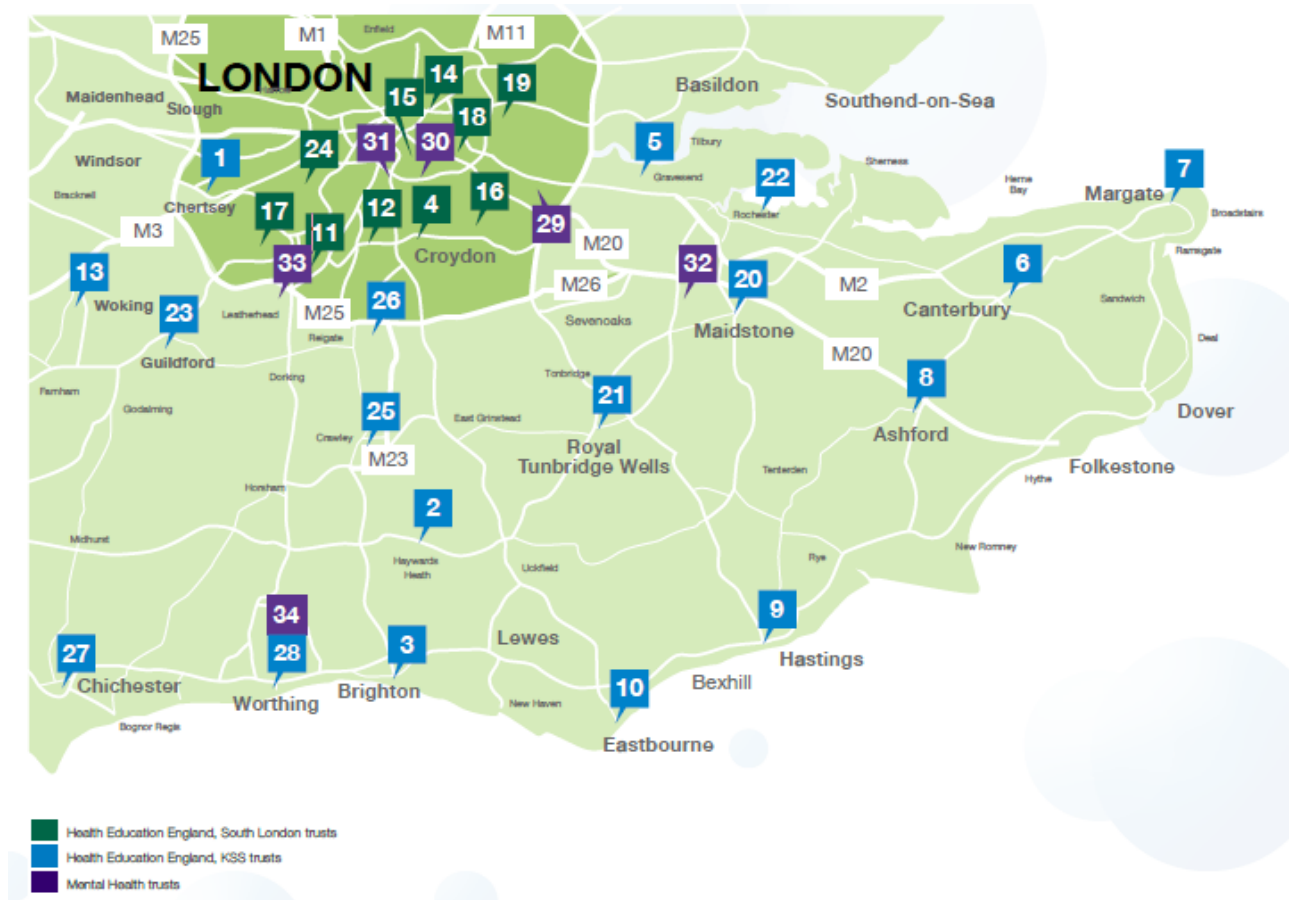 M25
M1
Enfield
M11
LONDON
14
19
Basildon
Maidenhead
15
Southend-on-Sea
Slough
18
31
30
5
Tilbury
24
1
Windsor
Sherness
7
22
Gravesend
Herne
Bay
Bracknell
Margate
16
4
12
Chertsey
17
Rochester
Broadstairs
11
29
M3
M20
Croydon
Ramsgate
33
32
6
13
20
M26
M2
26
Woking
23
Leatherhead
M25
Sandwich
Canterbury
Sevenoaks
Maidstone
Reigate
Deal
Guildford
M20
Dorking
Tonbridge
8
Farnham
21
Godalming
25
East Grinstead
Dover
Crawley
Royal
Tunbridge Wells
Ashford
M23
Folkestone
Tenterden
Hythe
Horsham
2
Midhurst
New Romney
Haywards
Heath
Uckfield
Rye
34
9
Lewes
3
27
28
Hastings
Chichester
10
Bexhill
Brighton
Worthing
New Haven
Bognor Regis
Eastbourne
Health Education England, South London trusts
Health Education England, KSS trusts
Mental Health trusts